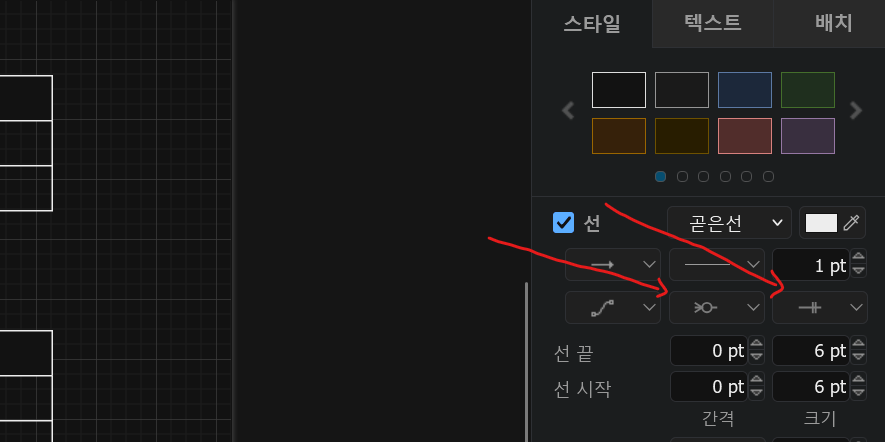 스타일 텍스트 배치
선 곧은선
1 pt
선 끝 0 pt 6 pt
선 시작 0 pt 6 pt
간격 크기